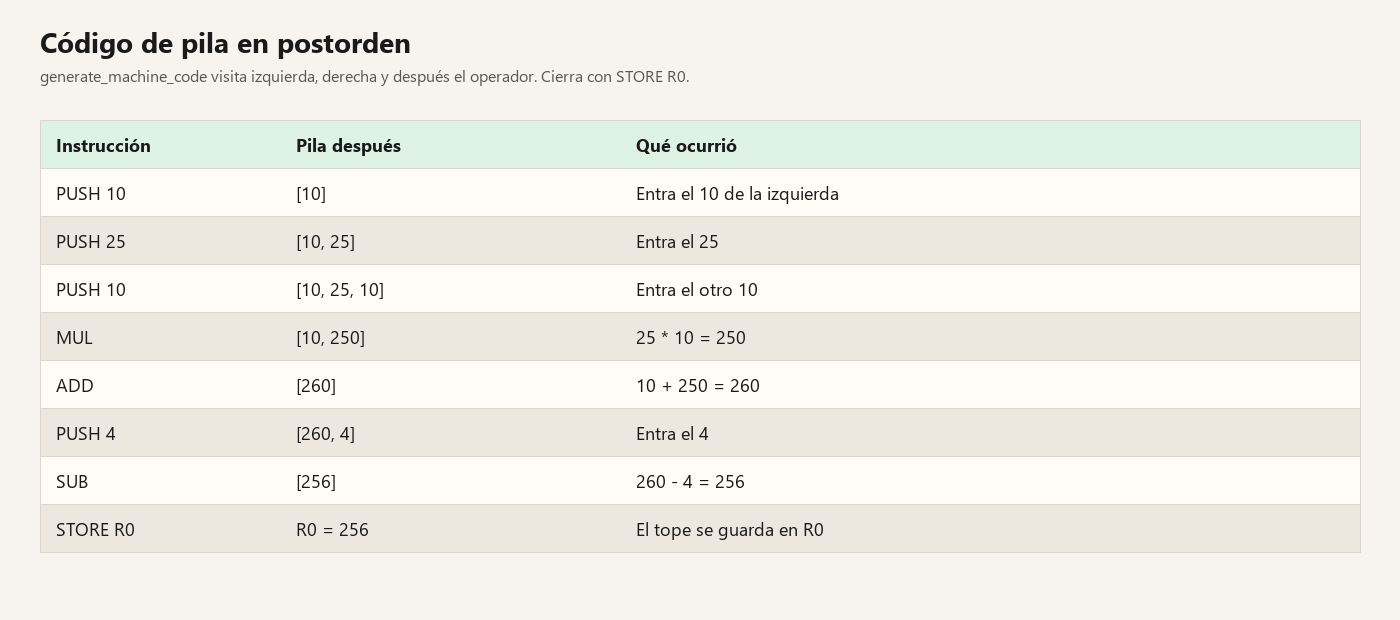 Código de pila en postorden
generate_machine_code visita izquierda, derecha y después el operador. Cierra con STORE R0.
Instrucción Pila después Qué ocurrió
PUSH 10 [10] Entra el 10 de la izquierda
PUSH 25 [10, 25] Entra el 25
PUSH 10 [10, 25, 10] Entra el otro 10
MUL [10, 250] 25 * 10 = 250
ADD [260] 10 + 250 = 260
PUSH 4 [260, 4] Entra el 4
SUB [256] 260 - 4 = 256
STORE R0 R0 = 256 El tope se guarda en R0